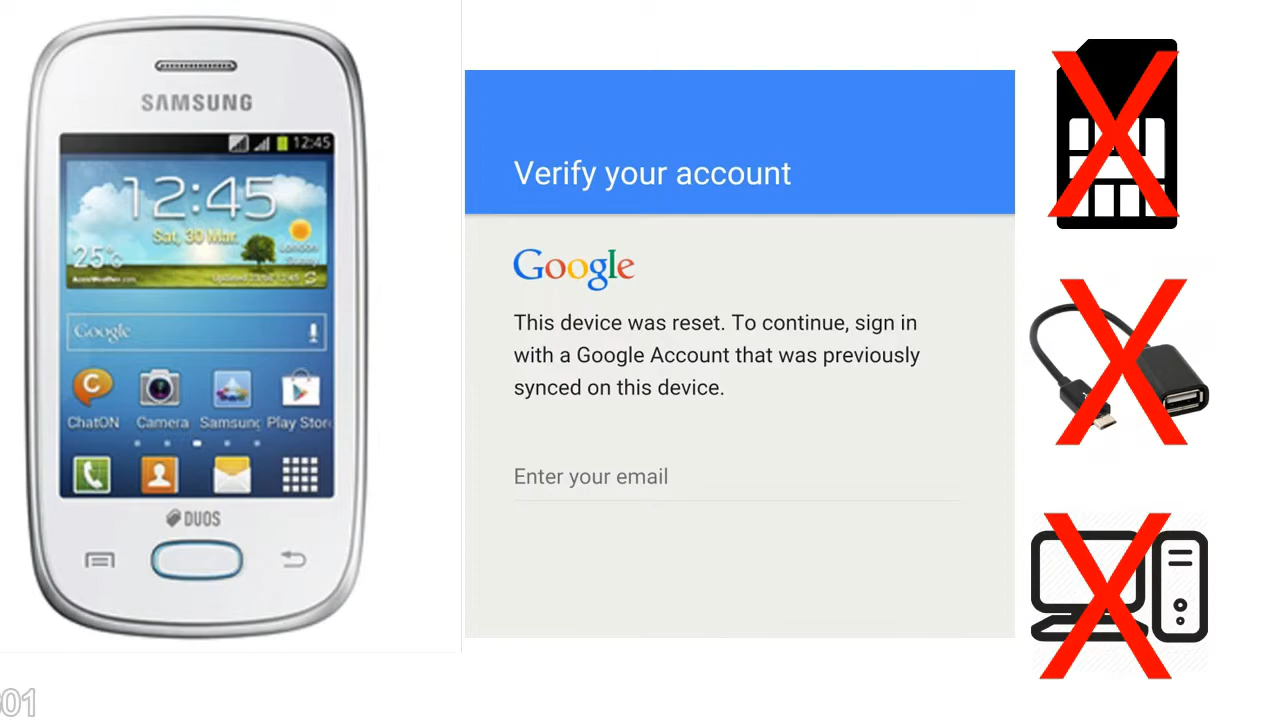 SAMSUNG
12:45
12:45
Sat, 30 Mar.
25°c
London
Google
ChatON
Camera
Samsung
Play Store
DUOS
Verify your account
Google
This device was reset. To continue, sign in
with a Google Account that was previously
synced on this device.
Enter your email
01